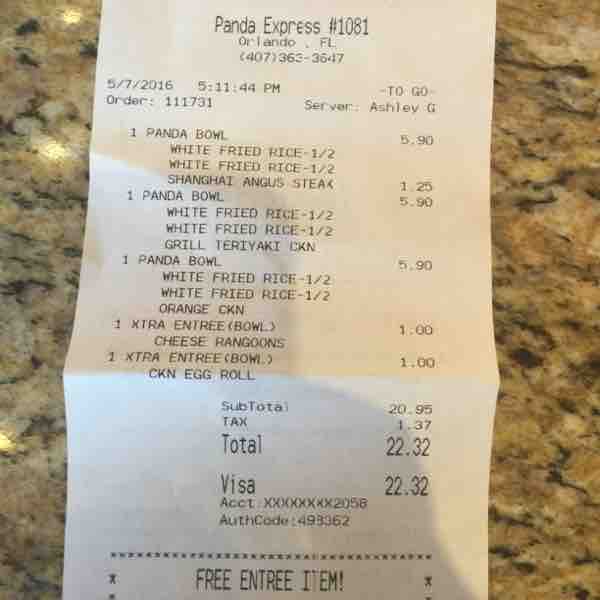 Panda Express #1081
Orlando , FL
(407)363-3647
5/7/2016 5:11:44 PM -TO GO-
Order: 111731 Server: Ashley G
1 PANDA BOWL 5.90
WHITE FRIED RICE-1/2
WHITE FRIED RICE-1/2
SHANGHAI ANGUS STEAK 1.25
1 PANDA BOWL 5.90
WHITE FRIED RICE-1/2
WHITE FRIED RICE-1/2
GRILL TERIYAKI CKN
1 PANDA BOWL 5.90
WHITE FRIED RICE-1/2
WHITE FRIED RICE-1/2
ORANGE CKN
1 XTRA ENTREE(BOWL) 1.00
CHEESE RANGOONS
1 XTRA ENTREE(BOWL) 1.00
CKN EGG ROLL
SubTotal 20.95
TAX 1.37
Total 22.32
Visa 22.32
Acct:XXXXXXXX2058
AuthCode:493362
* FREE ENTREE ITEM! *